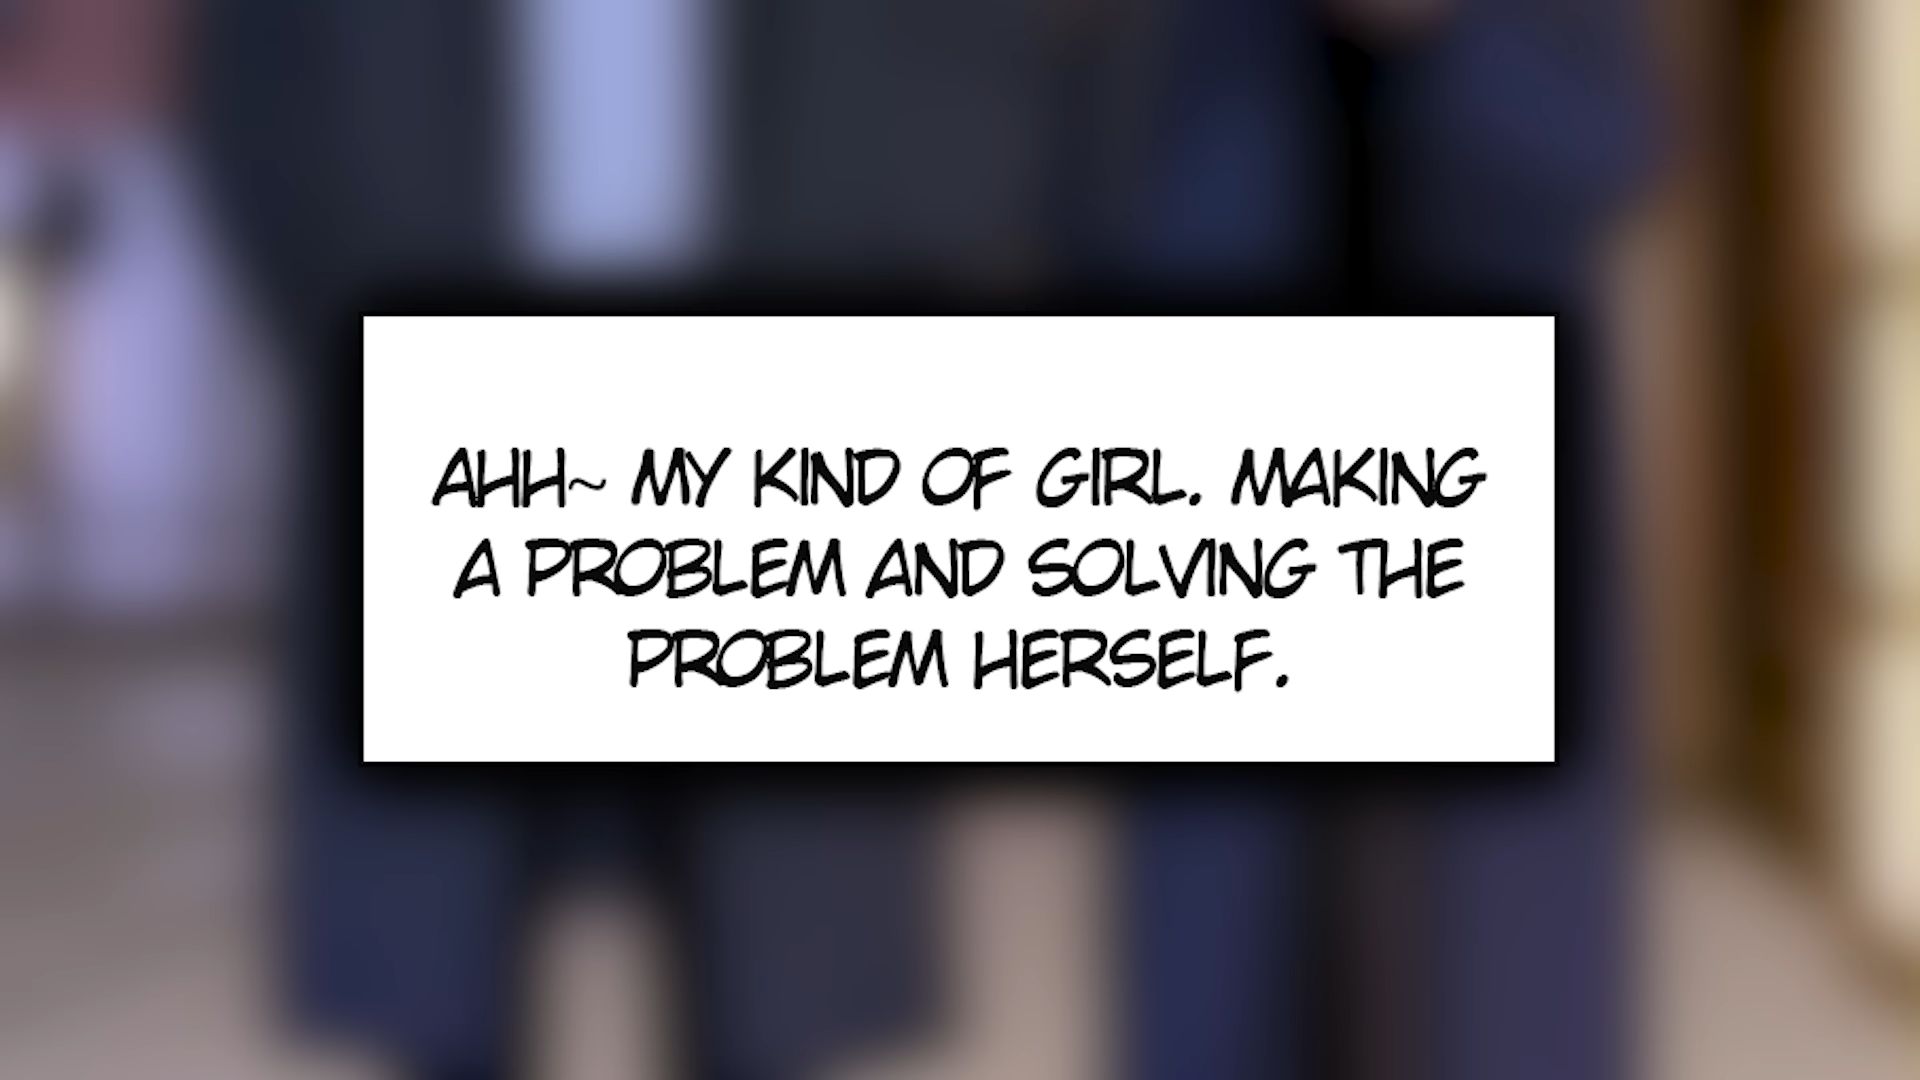 AHH~ MY KIND OF GIRL. MAKING
A PROBLEM AND SOLVING THE
PROBLEM HERSELF.